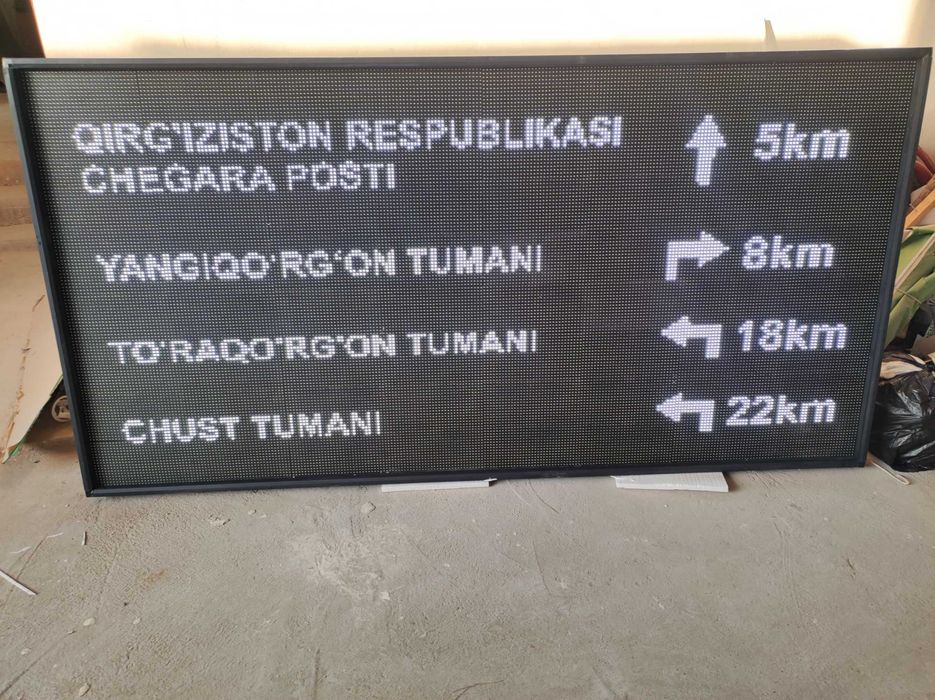 QIRG'IZISTON RESPUBLIKASI
CHEGARA POSTI 5km
YANGIQO'RG'ON TUMANI 8km
TO'RAQO'RG'ON TUMANI 18km
CHUST TUMANI 22km